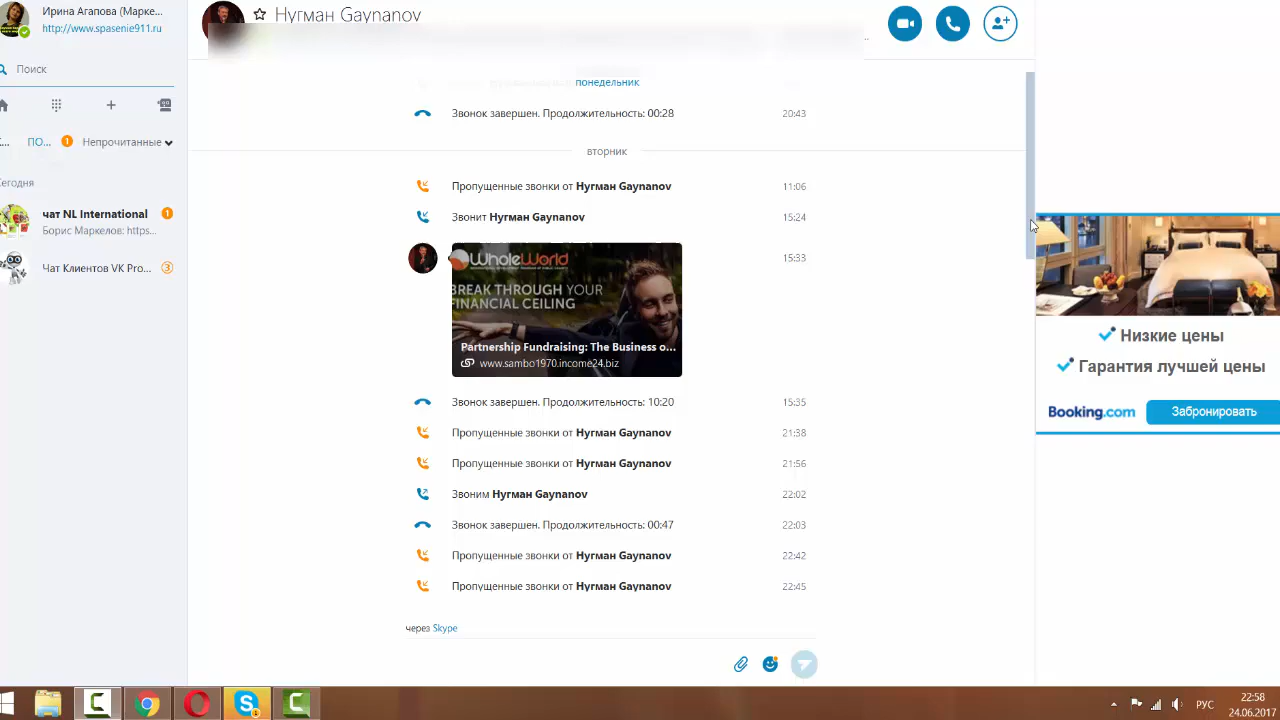 Ирина Агапова (Марке...
http://www.spasenie911.ru
Поиск
ПО...
1
Непрочитанные
Сегодня
чат NL International
1
Борис Маркелов: https...
Чат Клиентов VK Pro...
3
Нугман Gaynanov
понедельник
Звонок завершен. Продолжительность: 00:28
20:43
вторник
Пропущенные звонки от Нугман Gaynanov
11:06
Звонит Нугман Gaynanov
15:24
WHOLEWORLD
BREAK THROUGH YOUR
FINANCIAL CEILING
Partnership Fundraising: The Business o...
www.sambo1970.income24.biz
15:33
Звонок завершен. Продолжительность: 10:20
15:35
Пропущенные звонки от Нугман Gaynanov
21:38
Пропущенные звонки от Нугман Gaynanov
21:56
Звоним Нугман Gaynanov
22:02
Звонок завершен. Продолжительность: 00:47
22:03
Пропущенные звонки от Нугман Gaynanov
22:42
Пропущенные звонки от Нугман Gaynanov
22:45
через Skype
Низкие цены
Гарантия лучшей цены
Booking.com
Забронировать
РУС
22:58
24.06.2017